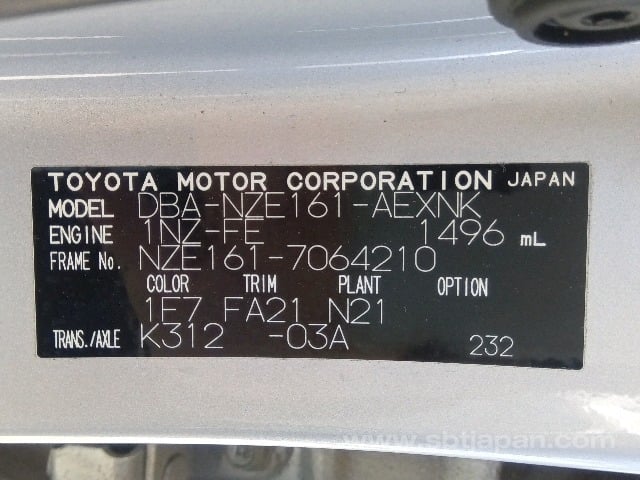 TOYOTA MOTOR CORPORATION JAPAN
MODEL DBA-NZE161-AEXNK
ENGINE 1NZ-FE 1496 mL
FRAME No. NZE161-7064210
COLOR TRIM PLANT OPTION
1E7 FA21 N21
TRANS./AXLE K312 -03A 232
www.sbtjapan.com